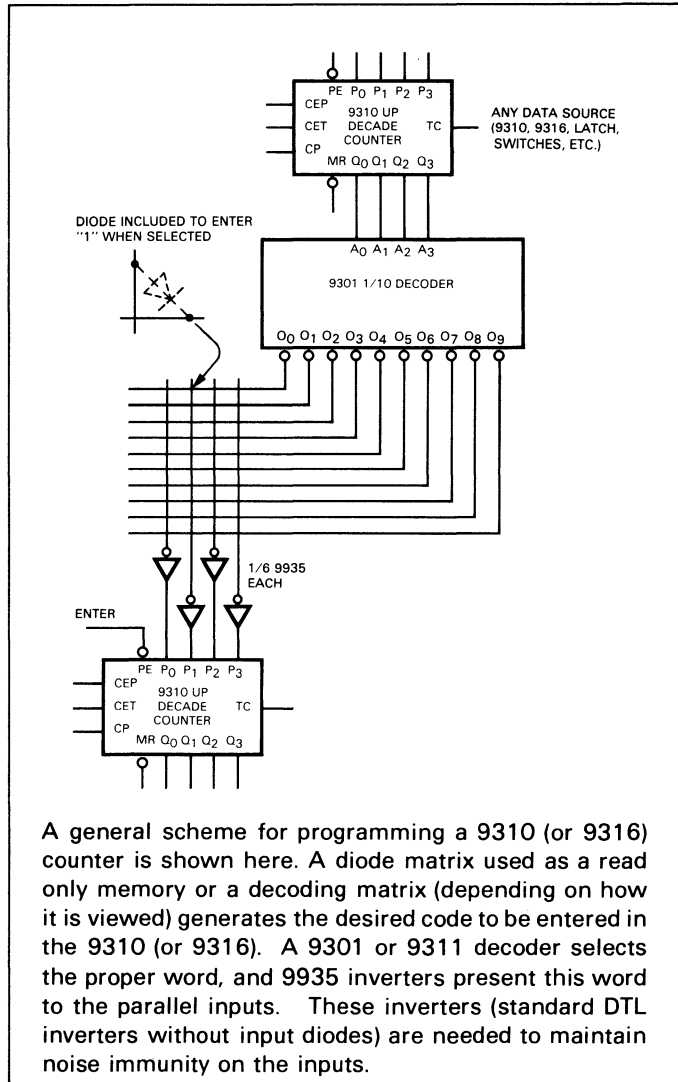 PE P0 P1 P2 P3
CEP
9310 UP
CET DECADE TC
COUNTER
CP
MR Q0 Q1 Q2 Q3
ANY DATA SOURCE
(9310, 9316, LATCH,
SWITCHES, ETC.)
DIODE INCLUDED TO ENTER
"1" WHEN SELECTED
A0 A1 A2 A3
9301 1/10 DECODER
O0 O1 O2 O3 O4 O5 O6 O7 O8 O9
1/6 9935
EACH
ENTER
PE P0 P1 P2 P3
CEP
9310 UP
CET DECADE TC
COUNTER
CP
MR Q0 Q1 Q2 Q3
A general scheme for programming a 9310 (or 9316)
counter is shown here. A diode matrix used as a read
only memory or a decoding matrix (depending on how
it is viewed) generates the desired code to be entered in
the 9310 (or 9316). A 9301 or 9311 decoder selects
the proper word, and 9935 inverters present this word
to the parallel inputs. These inverters (standard DTL
inverters without input diodes) are needed to maintain
noise immunity on the inputs.